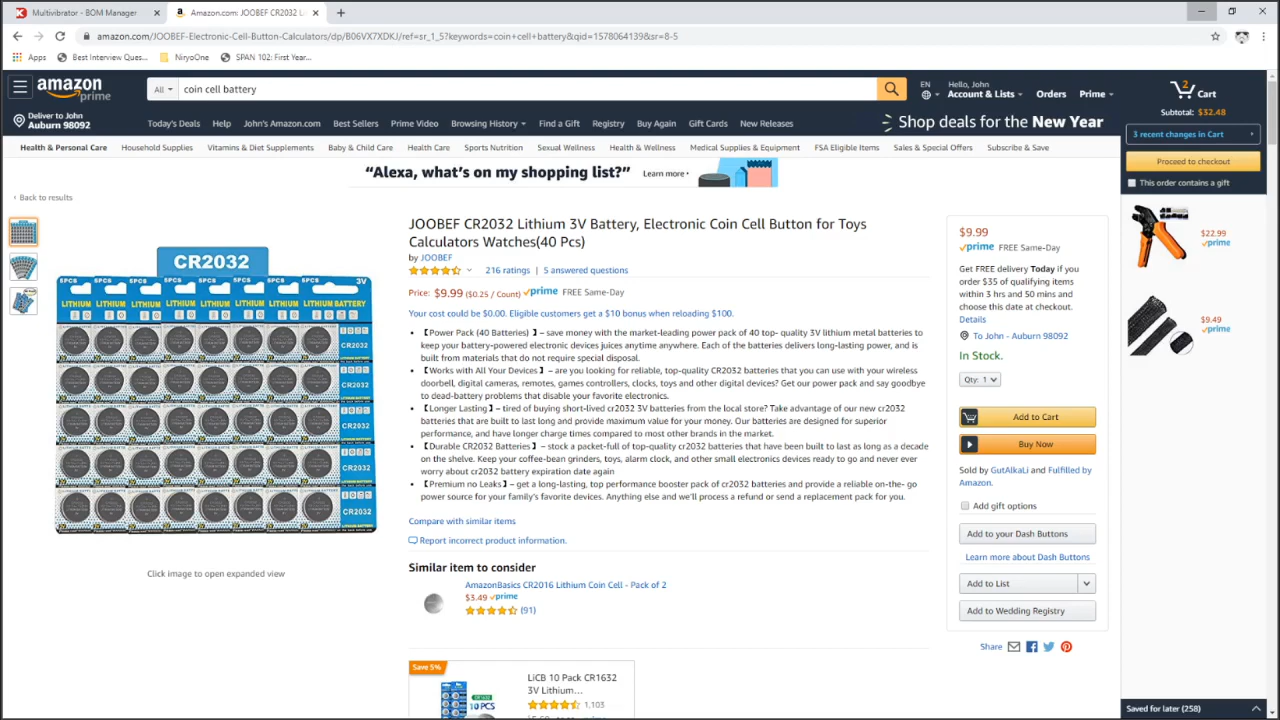 Multivibrator - BOM Manager
Amazon.com: JOOBEF CR2032 Li
amazon.com/JOOBEF-Electronic-Cell-Button-Calculators/dp/B06VX7XDKJ/ref=sr_1_5?keywords=coin+cell+battery&qid=1578064139&sr=8-5
Apps
Best Interview Ques...
NiryoOne
SPAN 102: First Year...
amazon prime
All
coin cell battery
EN
Hello, John
Account & Lists
Orders
Prime
2
Cart
Subtotal: $32.48
Deliver to John
Auburn 98092
Today's Deals
Help
John's Amazon.com
Best Sellers
Prime Video
Browsing History
Find a Gift
Registry
Buy Again
Gift Cards
New Releases
Shop deals for the New Year
3 recent changes in Cart
Proceed to checkout
This order contains a gift
Health & Personal Care
Household Supplies
Vitamins & Diet Supplements
Baby & Child Care
Health Care
Sports Nutrition
Sexual Wellness
Health & Wellness
Medical Supplies & Equipment
FSA Eligible Items
Sales & Special Offers
Subscribe & Save
“Alexa, what’s on my shopping list?”
Learn more
‹ Back to results
CR2032
5PCS 5PCS 5PCS 5PCS 5PCS 5PCS 5PCS 3V
LITHIUM LITHIUM LITHIUM LITHIUM LITHIUM LITHIUM LITHIUM BATTERY
CR2032
CR2032
CR2032
CR2032
CR2032
Click image to open expanded view
JOOBEF CR2032 Lithium 3V Battery, Electronic Coin Cell Button for Toys
Calculators Watches(40 Pcs)
by JOOBEF
216 ratings | 5 answered questions
Price: $9.99 ($0.25 / Count) prime FREE Same-Day
Your cost could be $0.00. Eligible customers get a $10 bonus when reloading $100.
• 【Power Pack (40 Batteries) 】– save money with the market-leading power pack of 40 top- quality 3V lithium metal batteries to
keep your battery-powered electronic devices juices anytime anywhere. Each of the batteries delivers long-lasting power, and is
built from materials that do not require special disposal.
• 【Works with All Your Devices】 – are you looking for reliable, top-quality CR2032 batteries that you can use with your wireless
doorbell, digital cameras, remotes, games controllers, clocks, toys and other digital devices? Get our power pack and say goodbye
to dead-battery problems that disable your favorite electronics.
• 【Longer Lasting】– tired of buying short-lived cr2032 3V batteries from the local store? Take advantage of our new cr2032
batteries that are built to last long and provide maximum value for your money. Our batteries are designed for superior
performance, and have longer charge times compared to most other brands in the market.
• 【Durable CR2032 Batteries】– stock a packet-full of top-quality cr2032 batteries that have been built to last as long as a decade
on the shelve. Keep your coffee-bean grinders, toys, alarm clock, and other small electronics devices ready to go and never ever
worry about cr2032 battery expiration date again
• 【Premium no Leaks】– get a long-lasting, top performance booster pack of cr2032 batteries and provide a reliable on-the- go
power source for your family's favorite devices. Anything else and we'll process a refund or send a replacement pack for you.
Compare with similar items
Report incorrect product information.
Similar item to consider
AmazonBasics CR2016 Lithium Coin Cell - Pack of 2
$3.49 prime
(91)
Save 5%
10 PCS
LiCB 10 Pack CR1632
3V Lithium...
1,103
$9.99
prime FREE Same-Day
Get FREE delivery Today if you
order $35 of qualifying items
within 3 hrs and 50 mins and
choose this date at checkout.
Details
To John - Auburn 98092
In Stock.
Qty: 1
Add to Cart
Buy Now
Sold by GutAlkaLi and Fulfilled by
Amazon.
Add gift options
Add to your Dash Buttons
Learn more about Dash Buttons
Add to List
Add to Wedding Registry
Share
$22.99
prime
$9.49
prime
Saved for later (258)